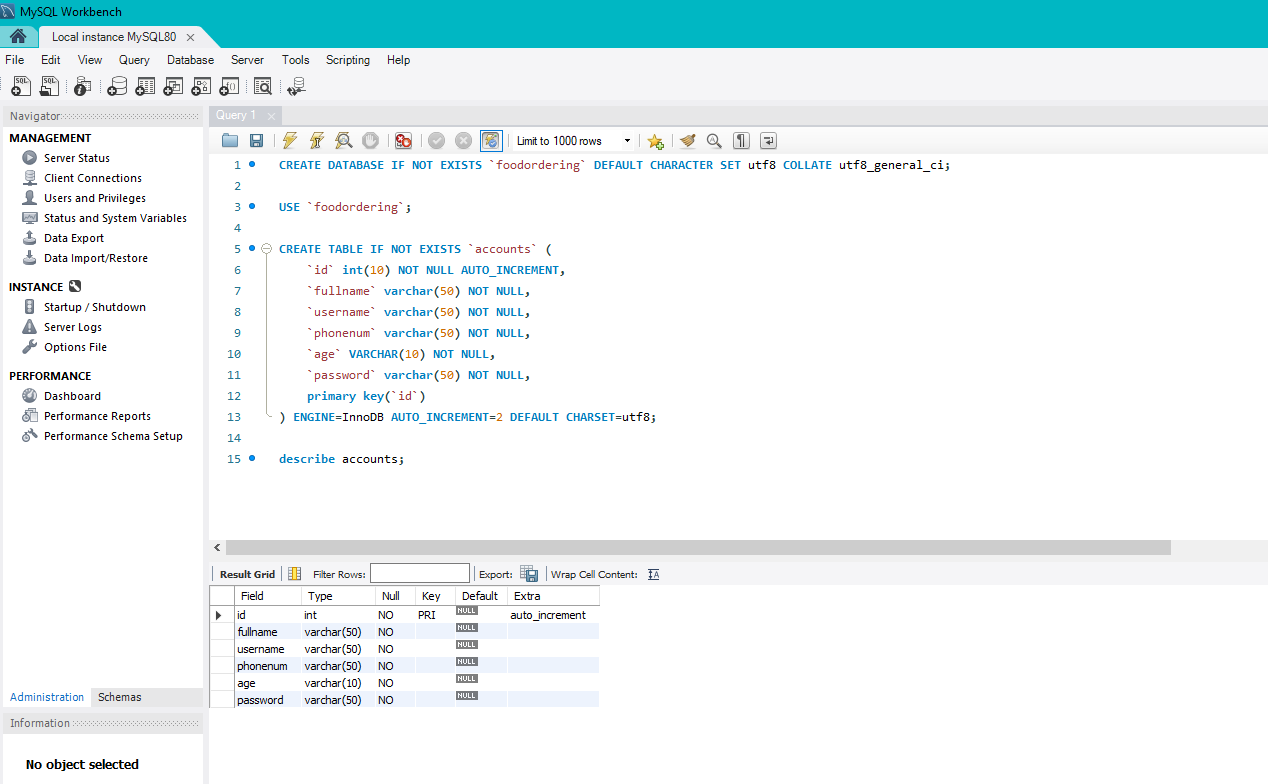 MySQL Workbench
Local instance MySQL80
File Edit View Query Database Server Tools Scripting Help
Navigator
MANAGEMENT
Server Status
Client Connections
Users and Privileges
Status and System Variables
Data Export
Data Import/Restore
INSTANCE
Startup / Shutdown
Server Logs
Options File
PERFORMANCE
Dashboard
Performance Reports
Performance Schema Setup
Administration Schemas
Information
No object selected
Query 1
Limit to 1000 rows
1 CREATE DATABASE IF NOT EXISTS `foodordering` DEFAULT CHARACTER SET utf8 COLLATE utf8_general_ci;
2
3 USE `foodordering`;
4
5 CREATE TABLE IF NOT EXISTS `accounts` (
6 `id` int(10) NOT NULL AUTO_INCREMENT,
7 `fullname` varchar(50) NOT NULL,
8 `username` varchar(50) NOT NULL,
9 `phonenum` varchar(50) NOT NULL,
10 `age` VARCHAR(10) NOT NULL,
11 `password` varchar(50) NOT NULL,
12 primary key(`id`)
13 ) ENGINE=InnoDB AUTO_INCREMENT=2 DEFAULT CHARSET=utf8;
14
15 describe accounts;
Result Grid Filter Rows: Export: Wrap Cell Content:
Field Type Null Key Default Extra
id int NO PRI NULL auto_increment
fullname varchar(50) NO NULL
username varchar(50) NO NULL
phonenum varchar(50) NO NULL
age varchar(10) NO NULL
password varchar(50) NO NULL